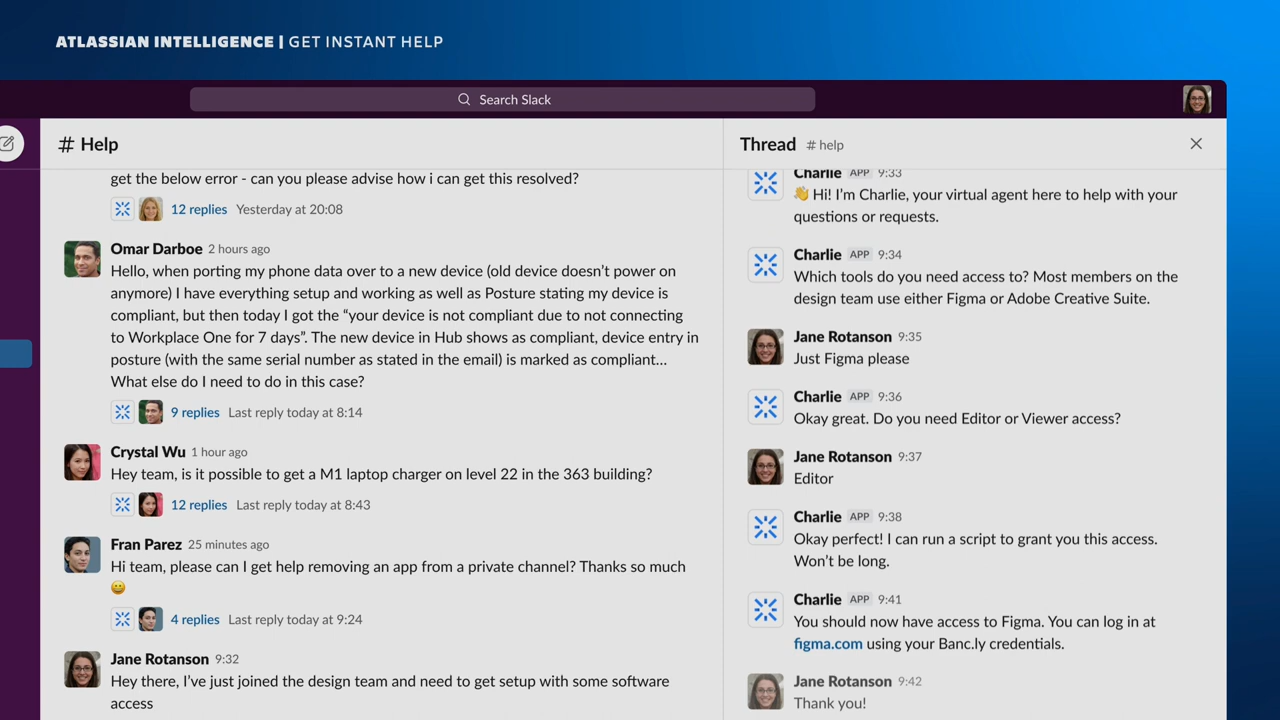 ATLASSIAN INTELLIGENCE | GET INSTANT HELP
Search Slack
# Help
get the below error - can you please advise how i can get this resolved?
12 replies Yesterday at 20:08
Omar Darboe 2 hours ago
Hello, when porting my phone data over to a new device (old device doesn't power on
anymore) I have everything setup and working as well as Posture stating my device is
compliant, but then today I got the “your device is not compliant due to not connecting
to Workplace One for 7 days”. The new device in Hub shows as compliant, device entry in
posture (with the same serial number as stated in the email) is marked as compliant...
What else do I need to do in this case?
9 replies Last reply today at 8:14
Crystal Wu 1 hour ago
Hey team, is it possible to get a M1 laptop charger on level 22 in the 363 building?
12 replies Last reply today at 8:43
Fran Parez 25 minutes ago
Hi team, please can I get help removing an app from a private channel? Thanks so much
😀
4 replies Last reply today at 9:24
Jane Rotanson 9:32
Hey there, I've just joined the design team and need to get setup with some software
access
Thread # help
Charlie APP 9:33
👋 Hi! I'm Charlie, your virtual agent here to help with your
questions or requests.
Charlie APP 9:34
Which tools do you need access to? Most members on the
design team use either Figma or Adobe Creative Suite.
Jane Rotanson 9:35
Just Figma please
Charlie APP 9:36
Okay great. Do you need Editor or Viewer access?
Jane Rotanson 9:37
Editor
Charlie APP 9:38
Okay perfect! I can run a script to grant you this access.
Won't be long.
Charlie APP 9:41
You should now have access to Figma. You can log in at
figma.com using your Banc.ly credentials.
Jane Rotanson 9:42
Thank you!